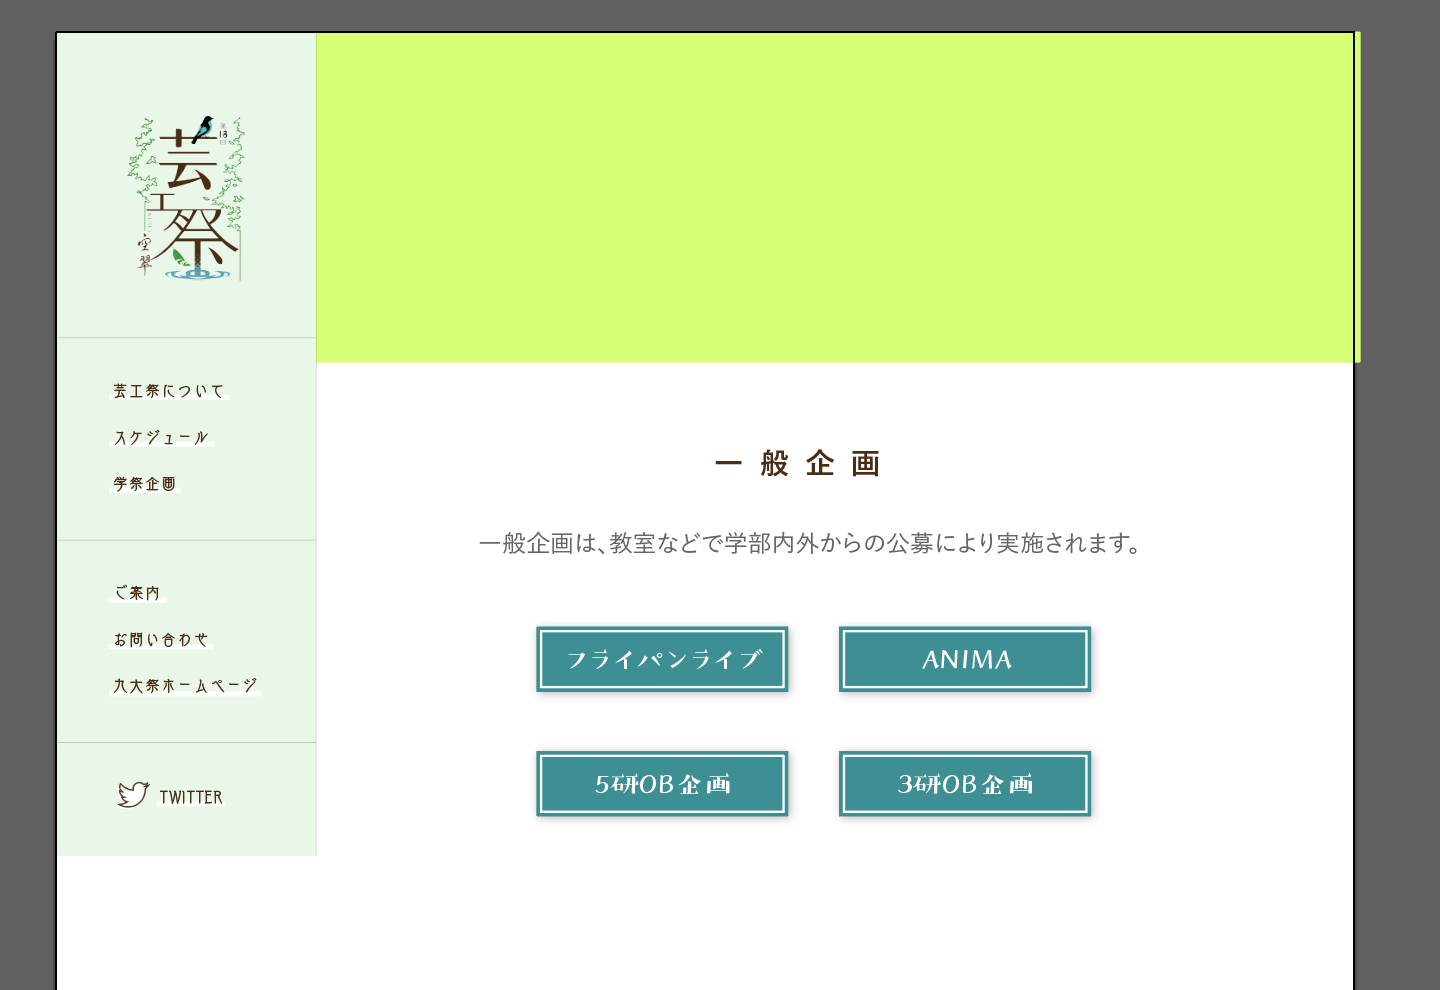 第
18
回
芸
工
祭
空
翠
芸工祭について
スケジュール
学祭企画
ご案内
お問い合わせ
九大祭ホームページ
TWITTER
一般企画
一般企画は、教室などで学部内外からの公募により実施されます。
フライパンライブ
ANIMA
5研OB企画
3研OB企画